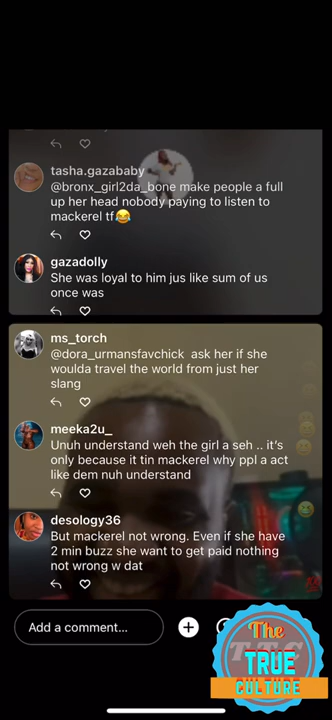 tasha.gazababy
@bronx_girl2da_bone make people a full
up her head nobody paying to listen to
mackerel tf😂
gazadolly
She was loyal to him jus like sum of us
once was
ms_torch
@dora_urmansfavchick ask her if she
woulda travel the world from just her
slang
meeka2u_
Unuh understand weh the girl a seh .. it’s
only because it tin mackerel why ppl a act
like dem nuh understand
desology36
But mackerel not wrong. Even if she have
2 min buzz she want to get paid nothing
not wrong w dat
Add a comment...
The
TTC
TRUE
CULTURE